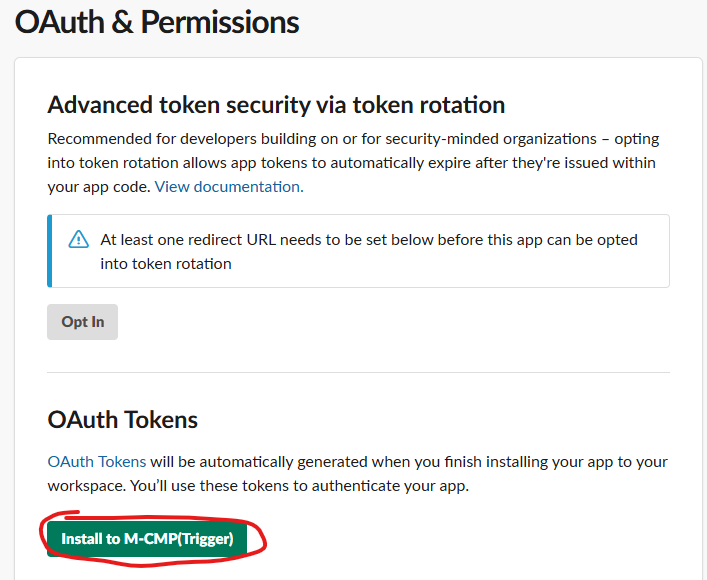 OAuth & Permissions
Advanced token security via token rotation
Recommended for developers building on or for security-minded organizations – opting
into token rotation allows app tokens to automatically expire after they're issued within
your app code. View documentation.
At least one redirect URL needs to be set below before this app can be opted
into token rotation
Opt In
OAuth Tokens
OAuth Tokens will be automatically generated when you finish installing your app to your
workspace. You’ll use these tokens to authenticate your app.
Install to M-CMP(Trigger)